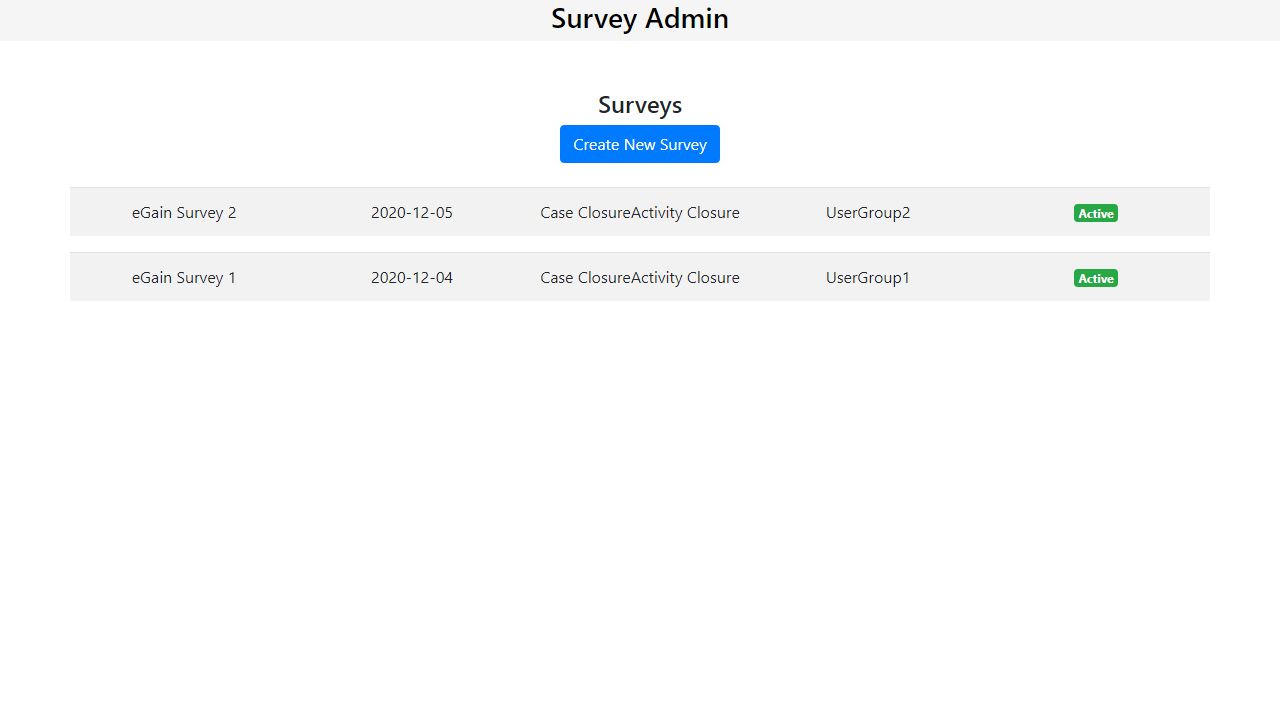 Survey Admin
Surveys
Create New Survey
eGain Survey 2 2020-12-05 Case ClosureActivity Closure UserGroup2 Active
eGain Survey 1 2020-12-04 Case ClosureActivity Closure UserGroup1 Active